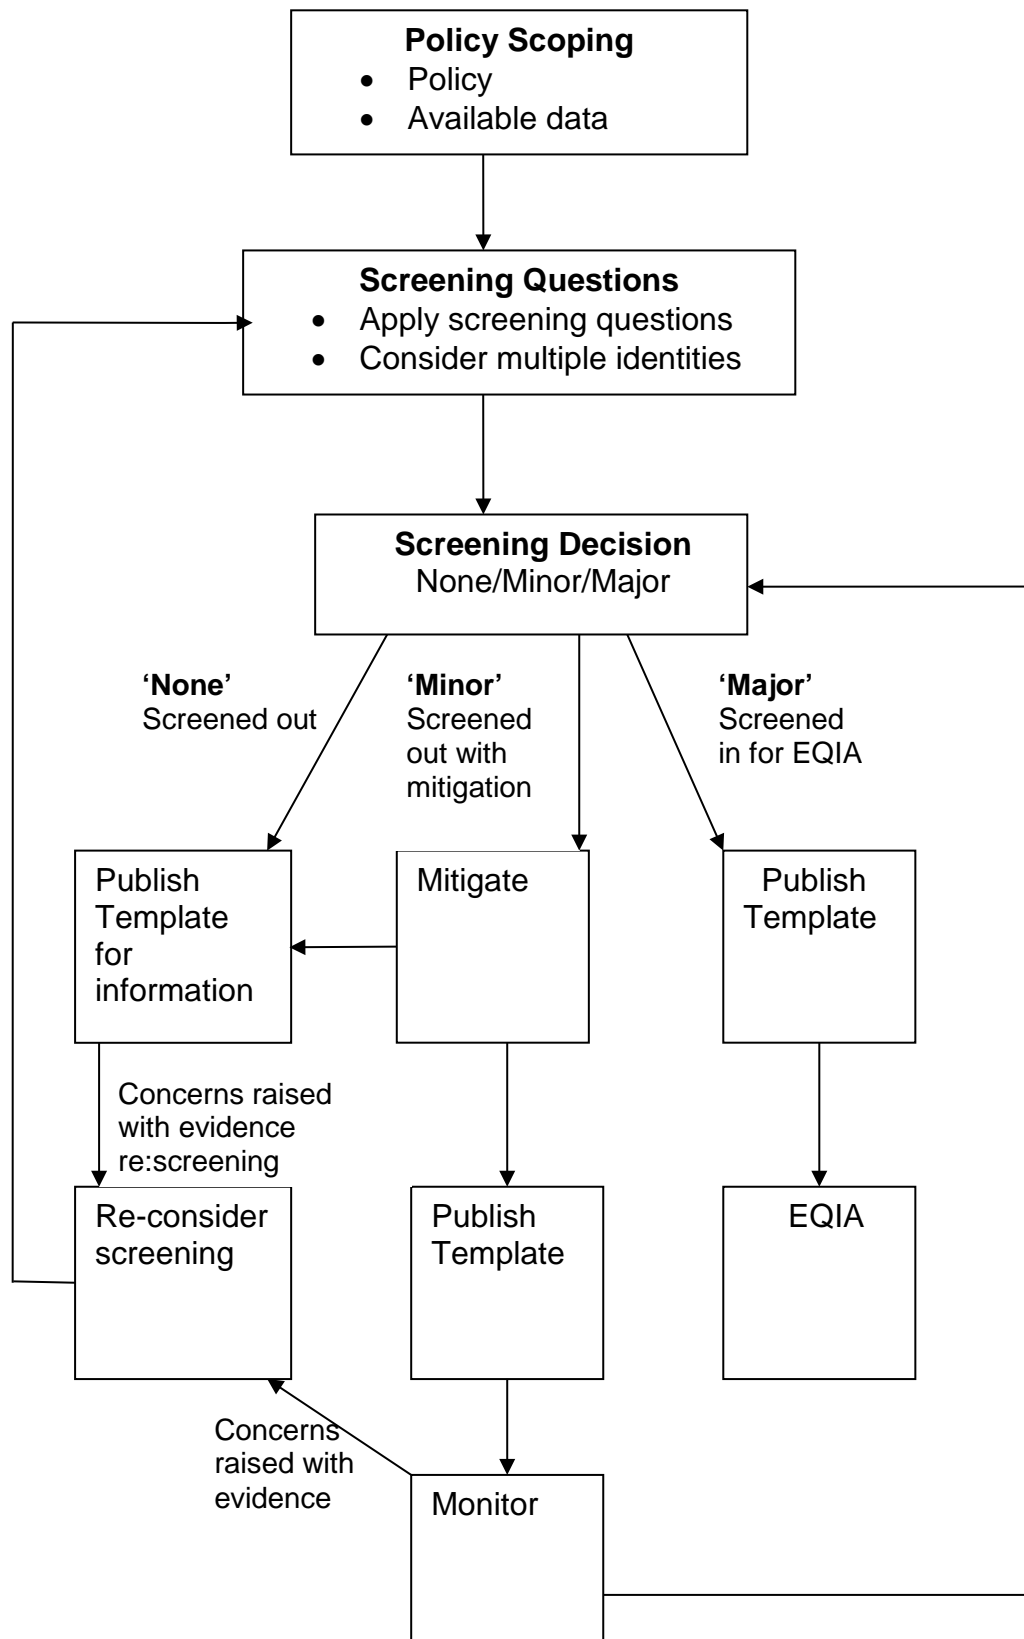 Policy Scoping
• Policy
• Available data
Screening Questions
• Apply screening questions
• Consider multiple identities
Screening Decision
None/Minor/Major
‘None’
Screened out
‘Minor’
Screened
out with
mitigation
‘Major’
Screened
in for EQIA
Publish
Template
for
information
Mitigate
Publish
Template
Concerns raised
with evidence
re:screening
Re-consider
screening
Publish
Template
EQIA
Concerns
raised with
evidence
Monitor